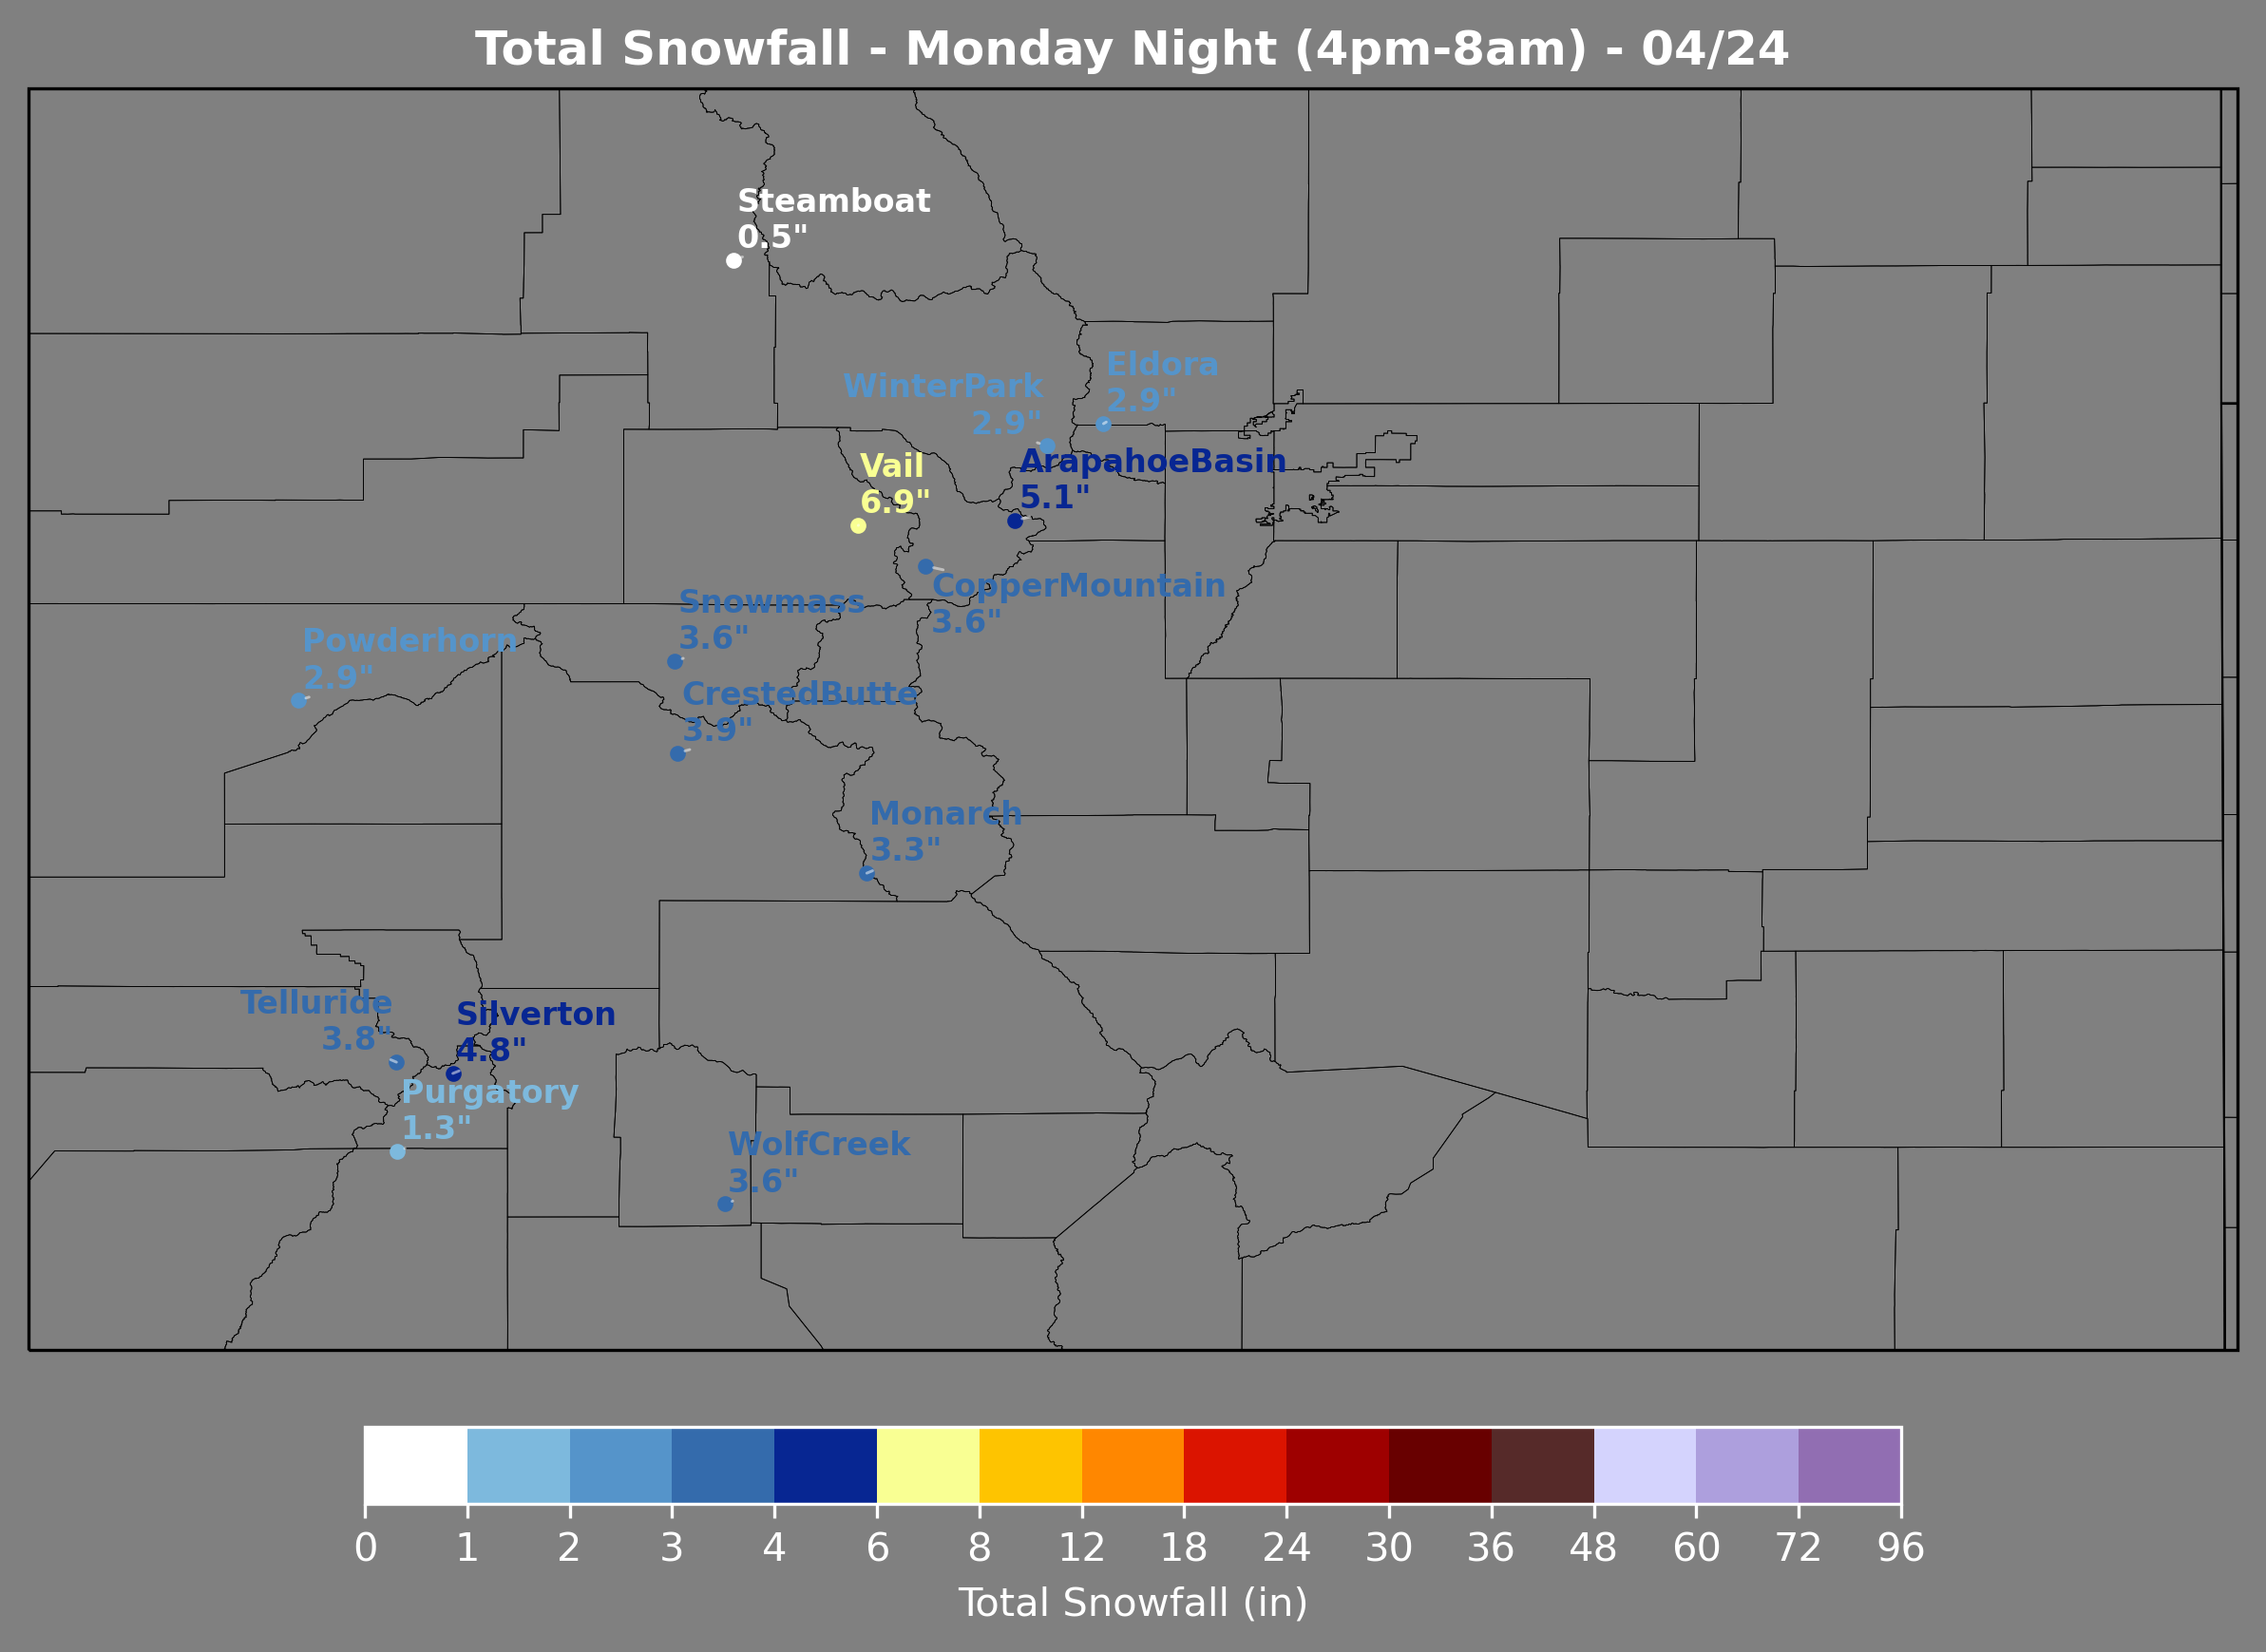 Total Snowfall - Monday Night (4pm-8am) - 04/24
Steamboat
0.5"
Eldora
2.9"
WinterPark
2.9"
ArapahoeBasin
5.1"
Vail
6.9"
CopperMountain
3.6"
Snowmass
3.6"
Powderhorn
2.9"
CrestedButte
3.9"
Monarch
3.3"
Telluride
3.8"
Silverton
4.8"
Purgatory
1.3"
WolfCreek
3.6"
0 1 2 3 4 6 8 12 18 24 30 36 48 60 72 96
Total Snowfall (in)